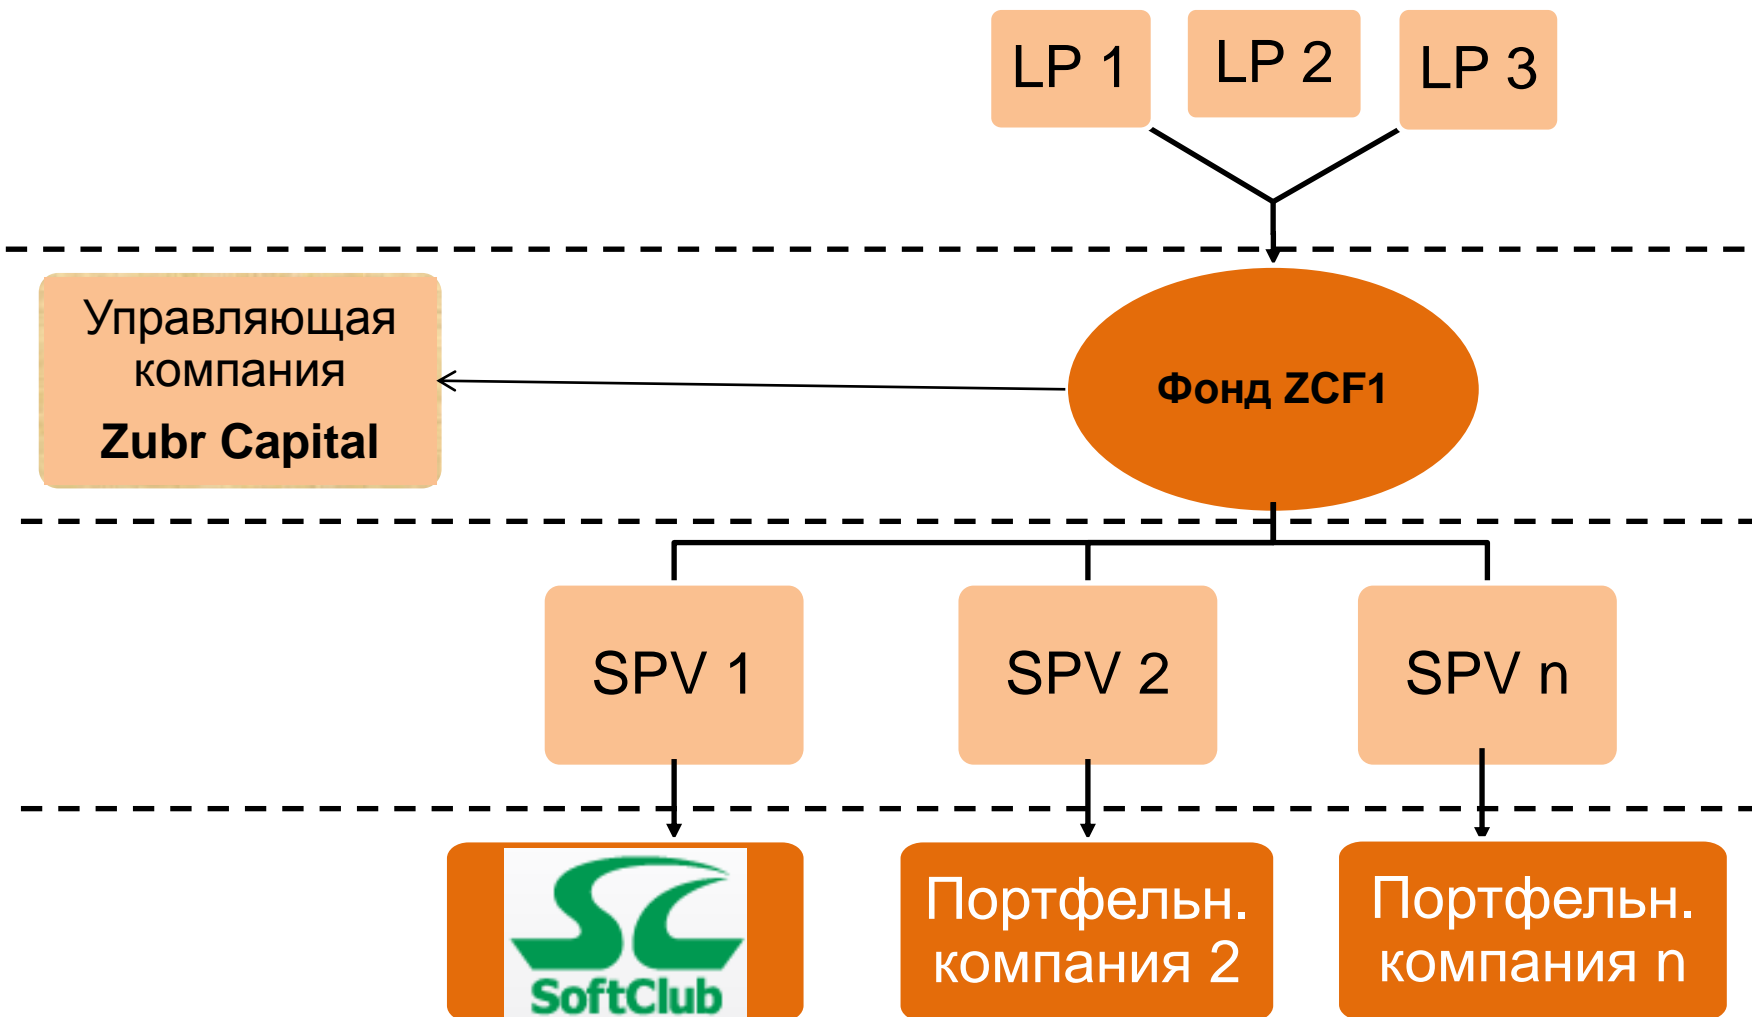 LP 1
LP 2
LP 3
Управляющая
компания
Zubr Capital
Фонд ZCF1
SPV 1
SPV 2
SPV n
SC
SoftClub
Портфельн.
компания 2
Портфельн.
компания n